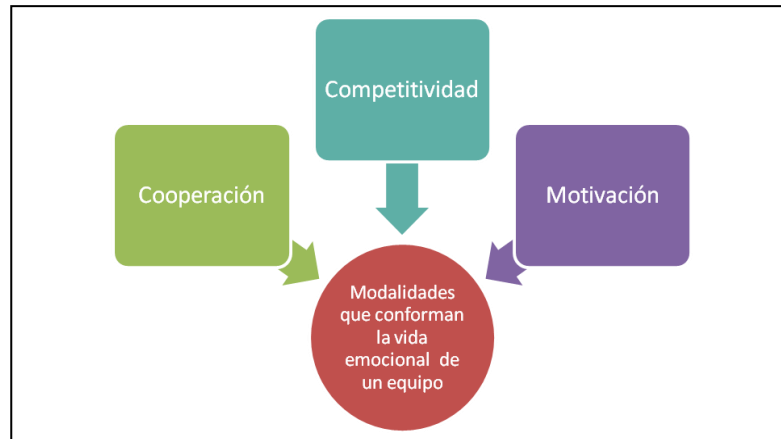 Competitividad
Cooperación
Motivación
Modalidades
que conforman
la vida
emocional de
un equipo